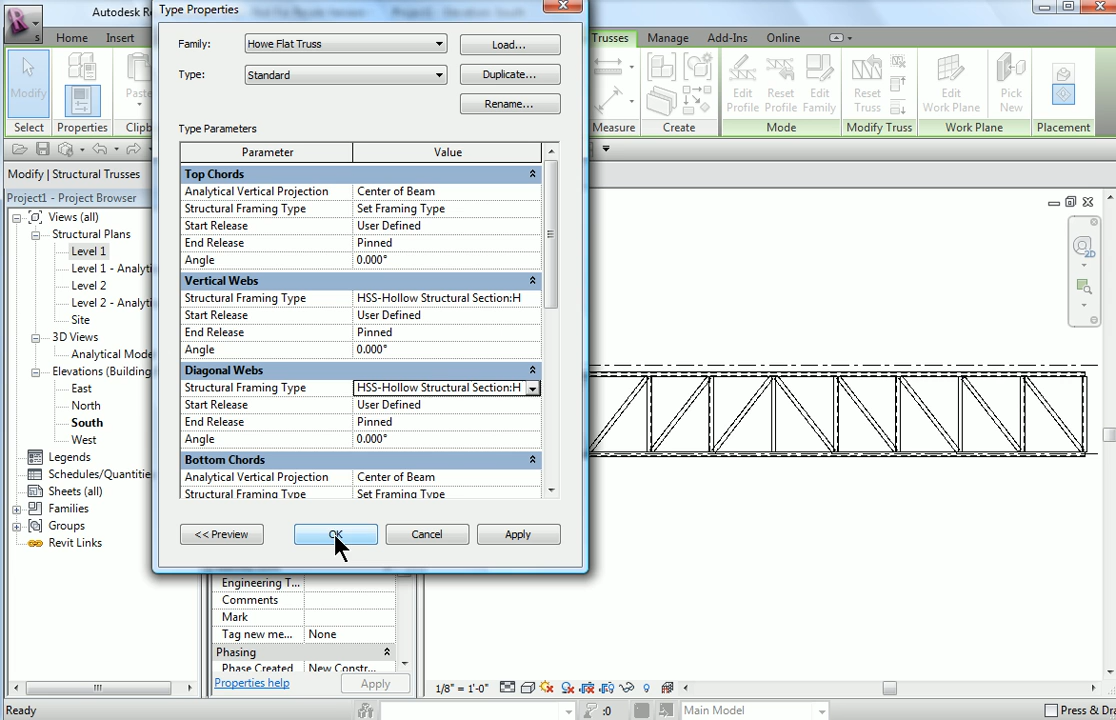 Autodesk R
Type Properties
Home
Insert
Trusses
Manage
Add-Ins
Online
Family:
Howe Flat Truss
Load...
Type:
Standard
Duplicate...
Rename...
Modify
Paste
Edit Profile
Reset Profile
Edit Family
Reset Truss
Edit Work Plane
Pick New
Select
Properties
Clipb
Measure
Create
Mode
Modify Truss
Work Plane
Placement
Type Parameters
Parameter
Value
Modify | Structural Trusses
Top Chords
Analytical Vertical Projection
Center of Beam
Structural Framing Type
Set Framing Type
Start Release
User Defined
End Release
Pinned
Angle
0.000°
Vertical Webs
Structural Framing Type
HSS-Hollow Structural Section:H
Start Release
User Defined
End Release
Pinned
Angle
0.000°
Diagonal Webs
Structural Framing Type
HSS-Hollow Structural Section:H
Start Release
User Defined
End Release
Pinned
Angle
0.000°
Bottom Chords
Analytical Vertical Projection
Center of Beam
Structural Framing Type
Set Framing Type
<< Preview
OK
Cancel
Apply
Project1 - Project Browser
Views (all)
Structural Plans
Level 1
Level 1 - Analyti
Level 2
Level 2 - Analyti
Site
3D Views
Analytical Mode
Elevations (Building
East
North
South
West
Legends
Schedules/Quantitie
Sheets (all)
Families
Groups
Revit Links
2D
Engineering T...
Comments
Mark
Tag new me...
None
Phasing
Phase Created
New Constr...
Properties help
Apply
1/8" = 1'-0"
Ready
:0
Main Model
Press & Dra